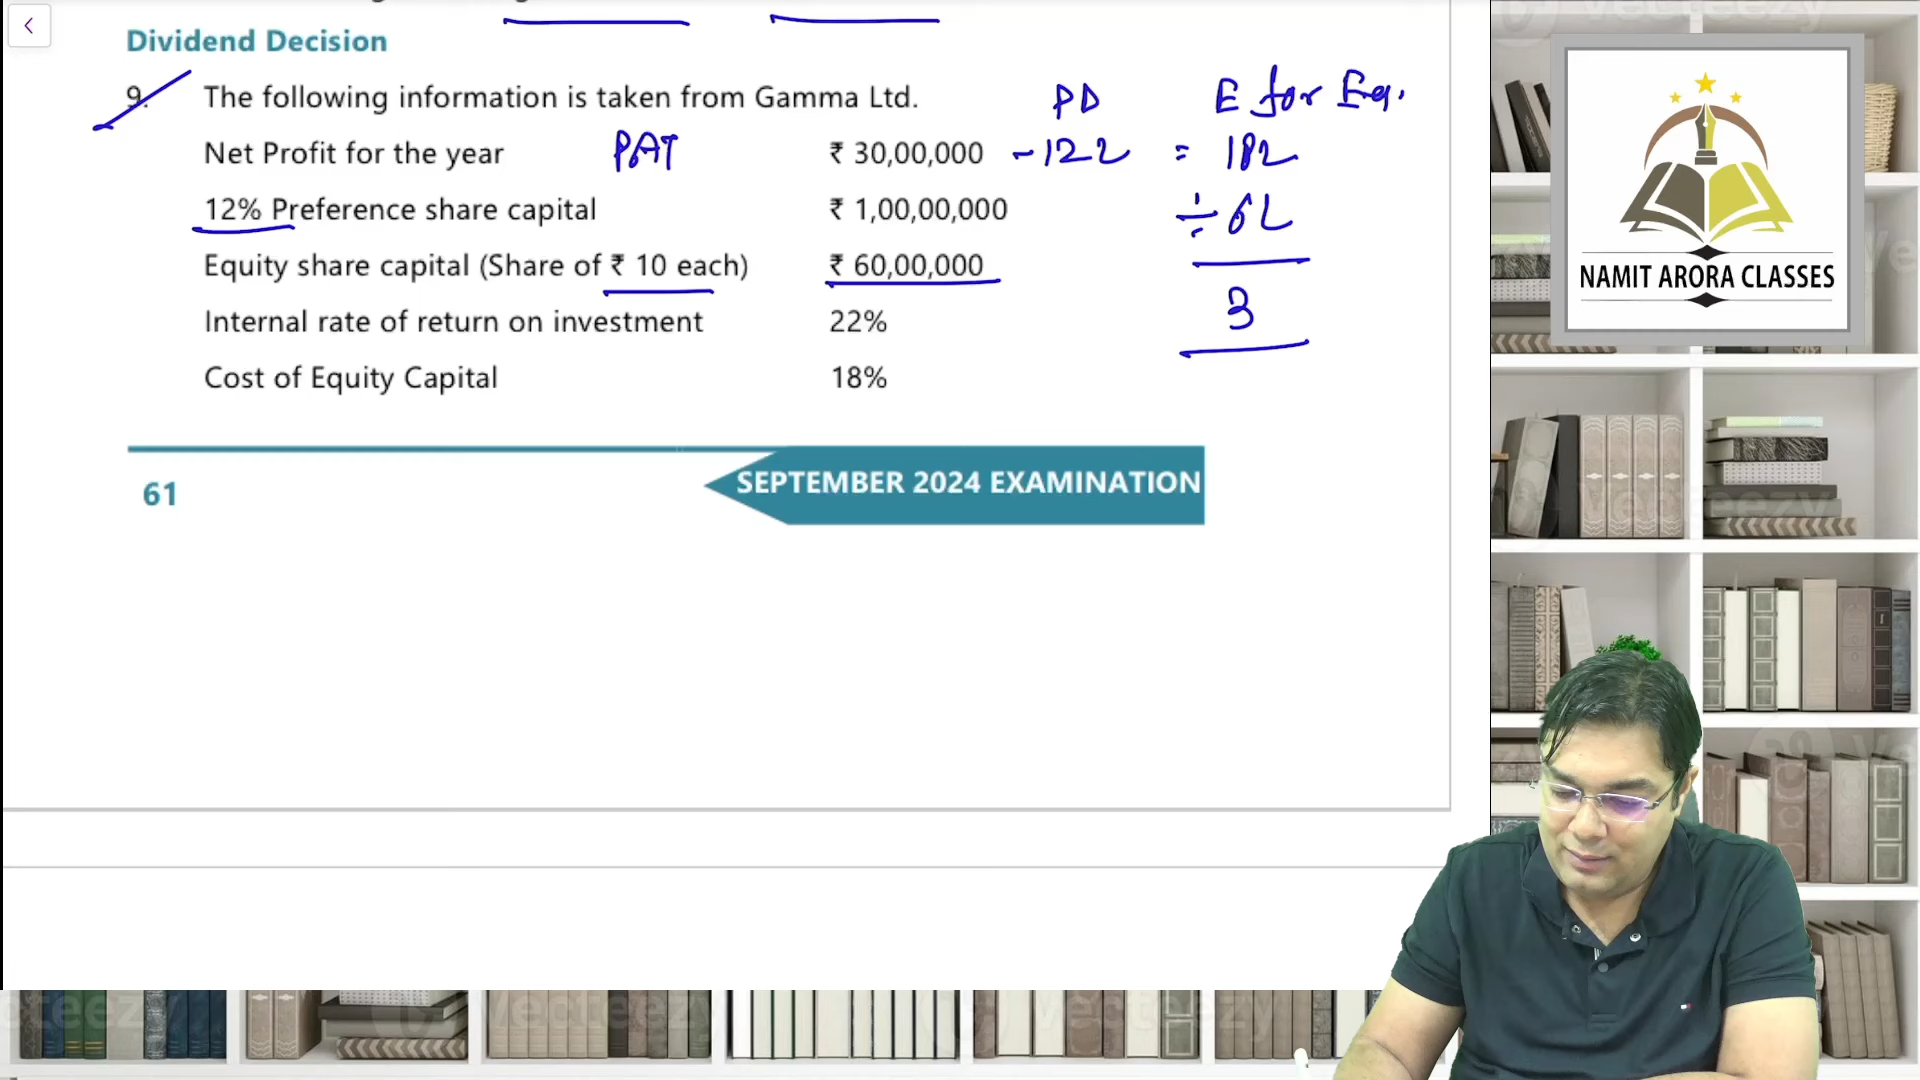 Dividend Decision
9. The following information is taken from Gamma Ltd. PD E for Eq.
Net Profit for the year PAT ₹ 30,00,000 - 12L = 18L
12% Preference share capital ₹ 1,00,00,000 ÷ 6L
Equity share capital (Share of ₹ 10 each) ₹ 60,00,000
3
Internal rate of return on investment 22%
Cost of Equity Capital 18%
61 SEPTEMBER 2024 EXAMINATION
NAMIT ARORA CLASSES